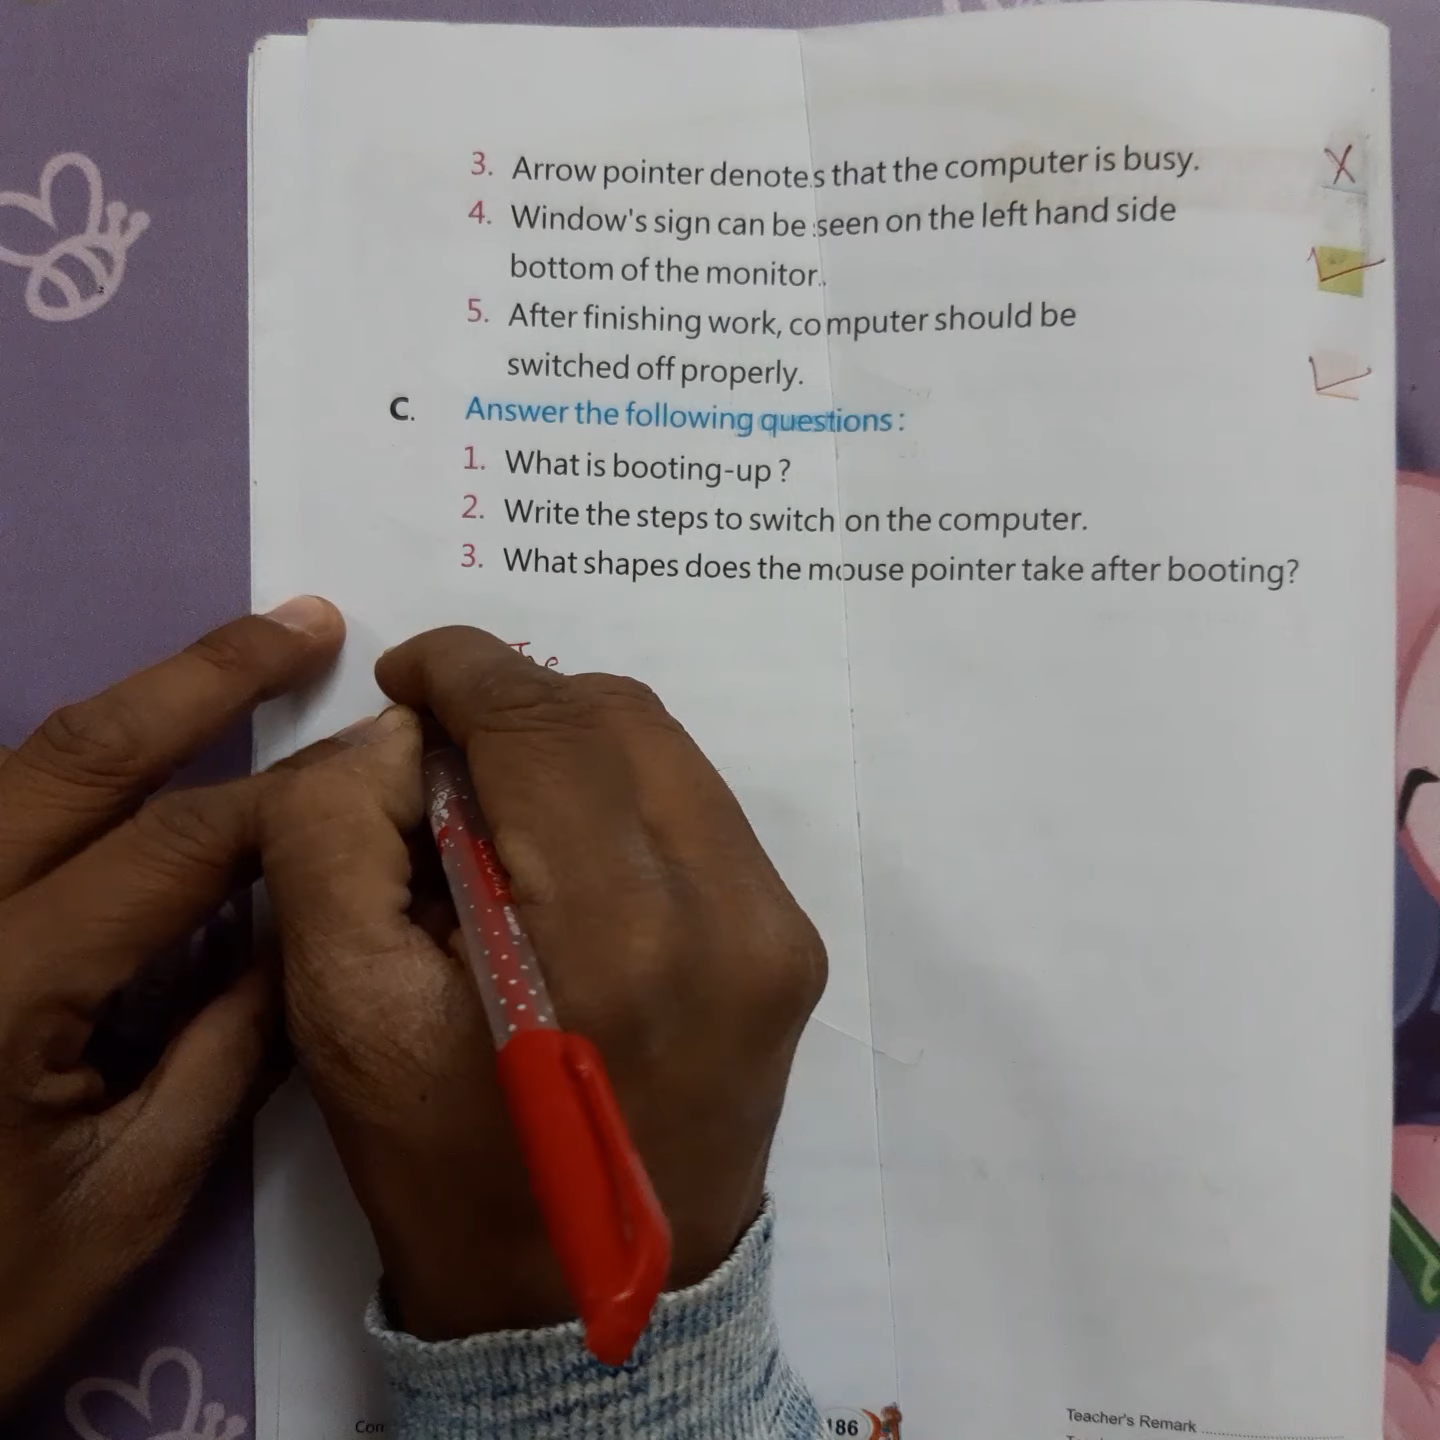 3. Arrow pointer denotes that the computer is busy. X
4. Window's sign can be seen on the left hand side
bottom of the monitor. ✓
5. After finishing work, computer should be
switched off properly. ✓
C. Answer the following questions :
1. What is booting-up ?
2. Write the steps to switch on the computer.
3. What shapes does the mouse pointer take after booting?
The
186
Teacher's Remark